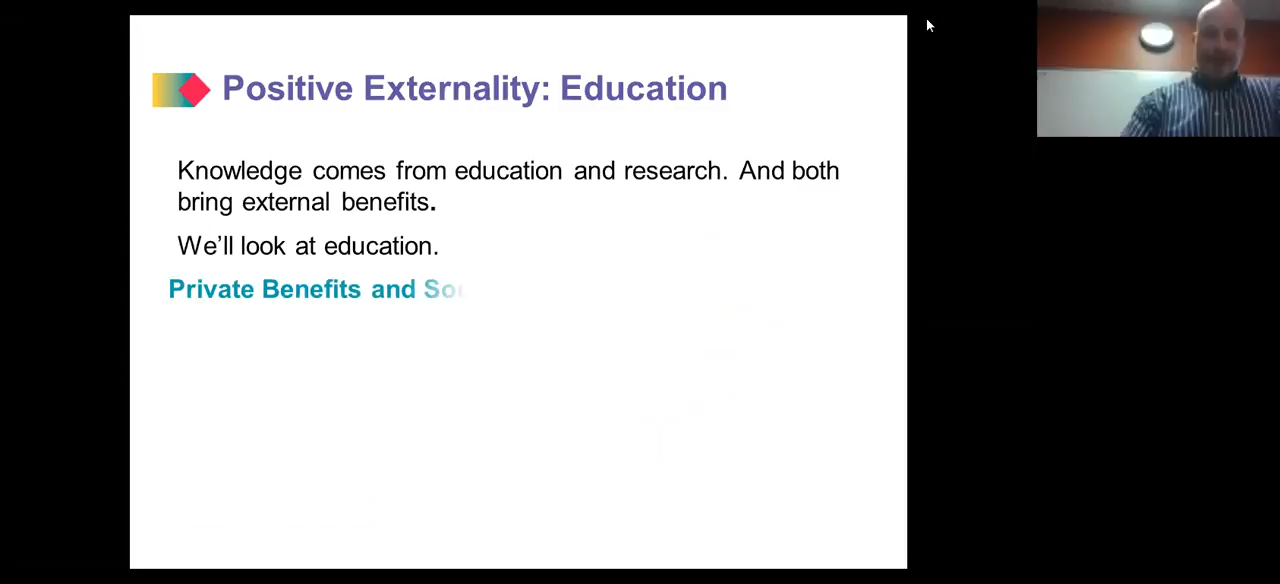 Positive Externality: Education
Knowledge comes from education and research. And both
bring external benefits.
We’ll look at education.
Private Benefits and